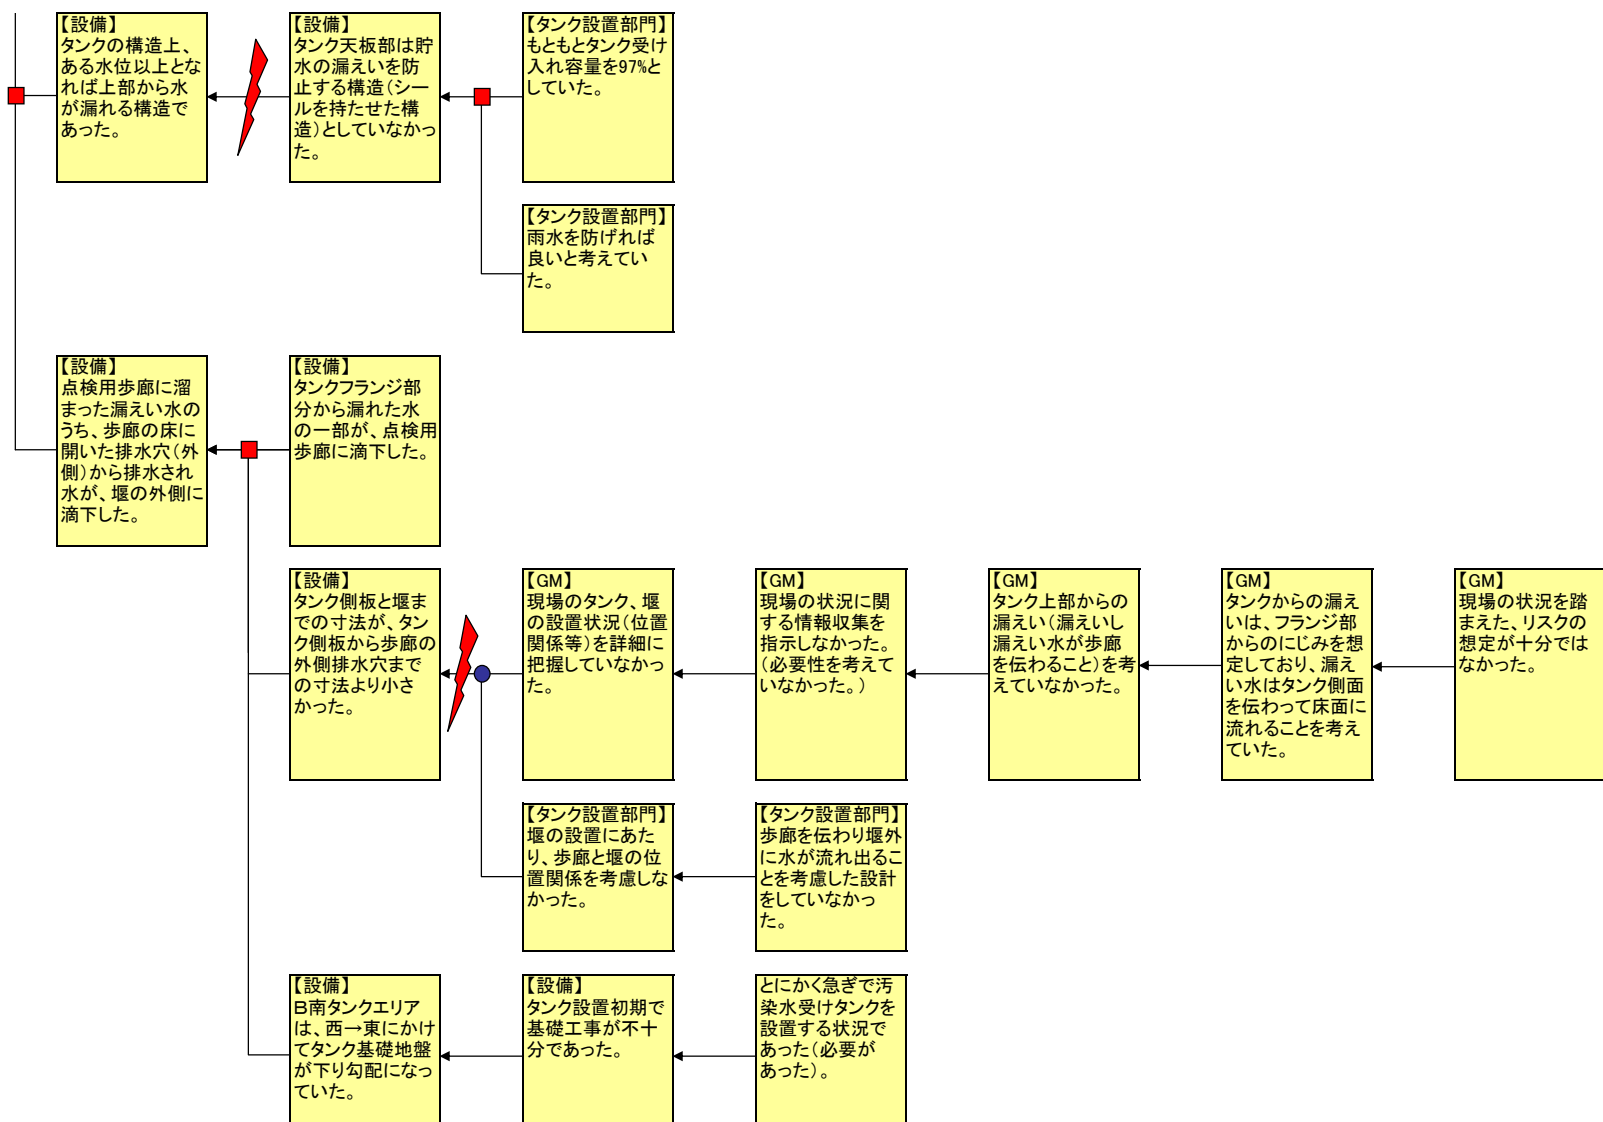 【設備】
タンクの構造上、
ある水位以上とな
れば上部から水
が漏れる構造で
あった。
【設備】
タンク天板部は貯
水の漏えいを防
止する構造（シー
ルを持たせた構
造）としていなかっ
た。
【タンク設置部門】
もともとタンク受け
入れ容量を97%と
していた。
【タンク設置部門】
雨水を防げれば
良いと考えてい
た。
【設備】
点検用歩廊に溜
まった漏えい水の
うち、歩廊の床に
開いた排水穴（外
側）から排水され
水が、堰の外側に
滴下した。
【設備】
タンクフランジ部
分から漏れた水
の一部が、点検用
歩廊に滴下した。
【設備】
タンク側板と堰ま
での寸法が、タン
ク側板から歩廊の
外側排水穴まで
の寸法より小さ
かった。
【GM】
現場のタンク、堰
の設置状況（位置
関係等）を詳細に
把握していなかっ
た。
【GM】
現場の状況に関
する情報収集を
指示しなかった。
（必要性を考えて
いなかった。）
【GM】
タンク上部からの
漏えい（漏えいし
漏えい水が歩廊
を伝わること）を考
えていなかった。
【GM】
タンクからの漏え
いは、フランジ部
からのにじみを想
定しており、漏え
い水はタンク側面
を伝わって床面に
流れることを考え
ていた。
【GM】
現場の状況を踏
まえた、リスクの
想定が十分では
なかった。
【タンク設置部門】
堰の設置にあた
り、歩廊と堰の位
置関係を考慮しな
かった。
【タンク設置部門】
歩廊を伝わり堰外
に水が流れ出るこ
とを考慮した設計
をしていなかっ
た。
【設備】
B南タンクエリア
は、西→東にかけ
てタンク基礎地盤
が下り勾配になっ
ていた。
【設備】
タンク設置初期で
基礎工事が不十
分であった。
とにかく急ぎで汚
染水受けタンクを
設置する状況で
あった（必要が
あった）。